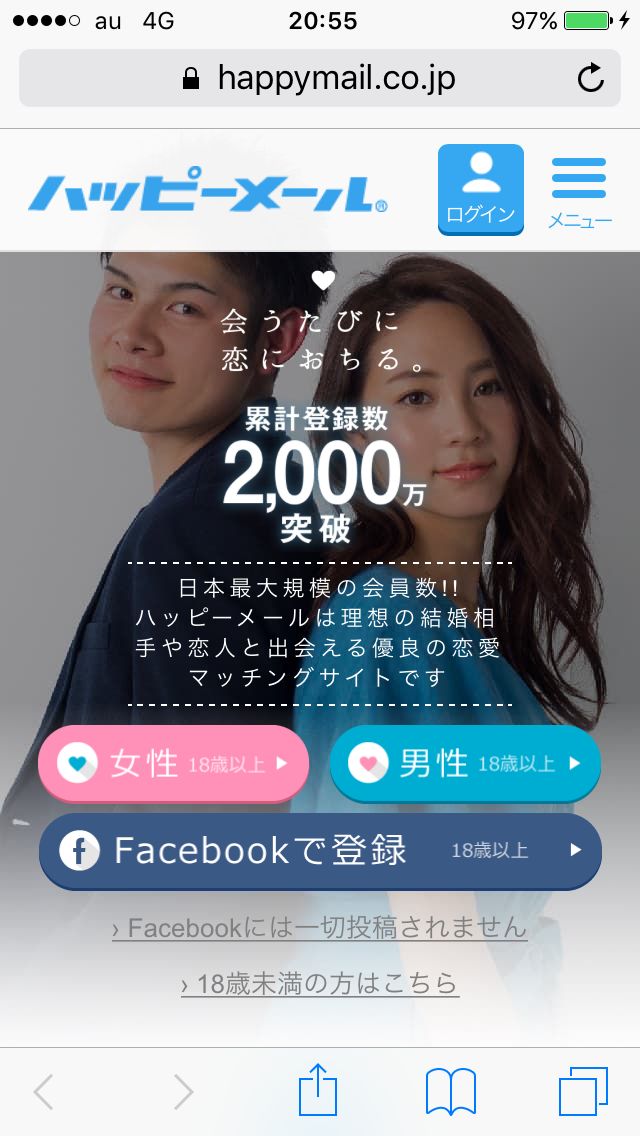 au 4G 20:55 97%
happymail.co.jp
ハッピーメール®
ログイン
メニュー
会うたびに
恋におちる。
累計登録数
2,000万
突破
日本最大規模の会員数!!
ハッピーメールは理想の結婚相
手や恋人と出会える優良の恋愛
マッチングサイトです
女性 18歳以上
男性 18歳以上
Facebookで登録 18歳以上
› Facebookには一切投稿されません
› 18歳未満の方はこちら